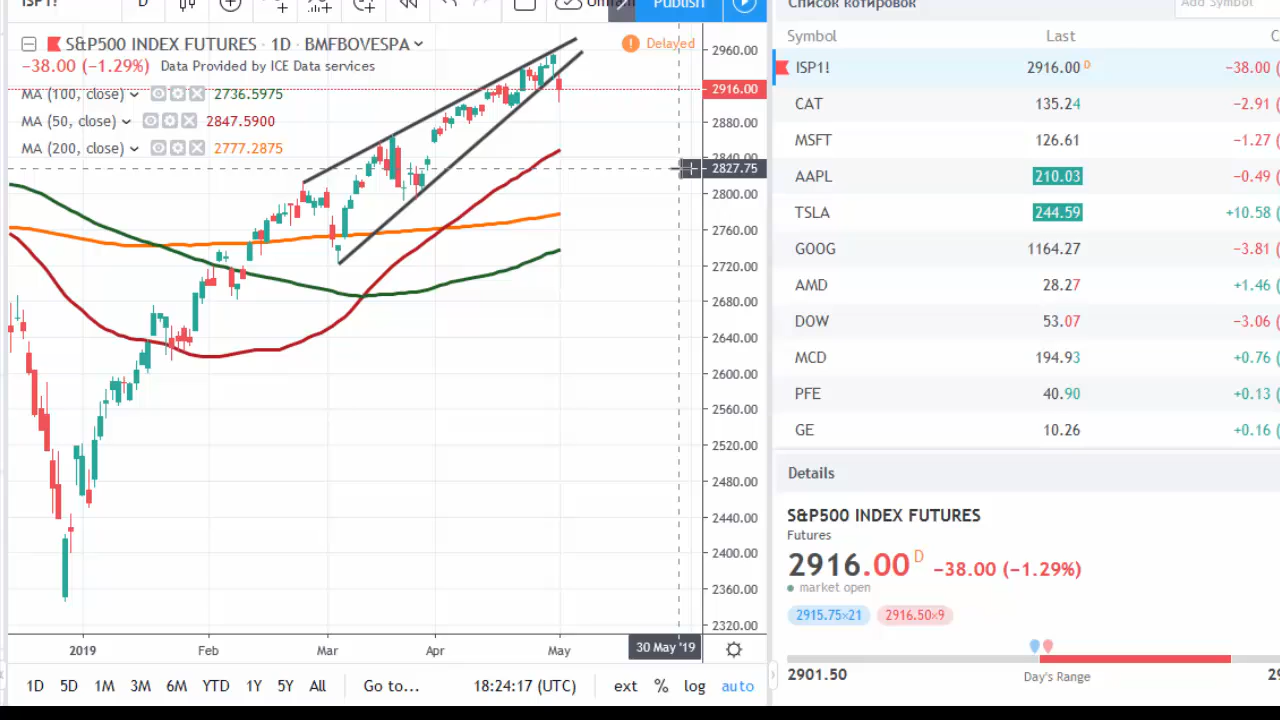 ISP1!
D
Publish
Список котировок
Add Symbol
S&P500 INDEX FUTURES · 1D · BMFBOVESPA
Delayed
−38.00 (−1.29%) Data Provided by ICE Data services
MA (100, close) 2736.5975
MA (50, close) 2847.5900
MA (200, close) 2777.2875
2960.00
2916.00
2880.00
2840.00
2827.75
2800.00
2760.00
2720.00
2680.00
2640.00
2600.00
2560.00
2520.00
2480.00
2440.00
2400.00
2360.00
2320.00
2019 Feb Mar Apr May 30 May '19
1D 5D 1M 3M 6M YTD 1Y 5Y All Go to... 18:24:17 (UTC) ext % log auto
Symbol Last
ISP1! 2916.00 D −38.00
CAT 135.24 −2.91
MSFT 126.61 −1.27
AAPL 210.03 −0.49
TSLA 244.59 +10.58
GOOG 1164.27 −3.81
AMD 28.27 +1.46
DOW 53.07 −3.06
MCD 194.93 +0.76
PFE 40.90 +0.13
GE 10.26 +0.16
Details
S&P500 INDEX FUTURES
Futures
2916.00 D −38.00 (−1.29%)
market open
2915.75×21 2916.50×9
2901.50 Day's Range